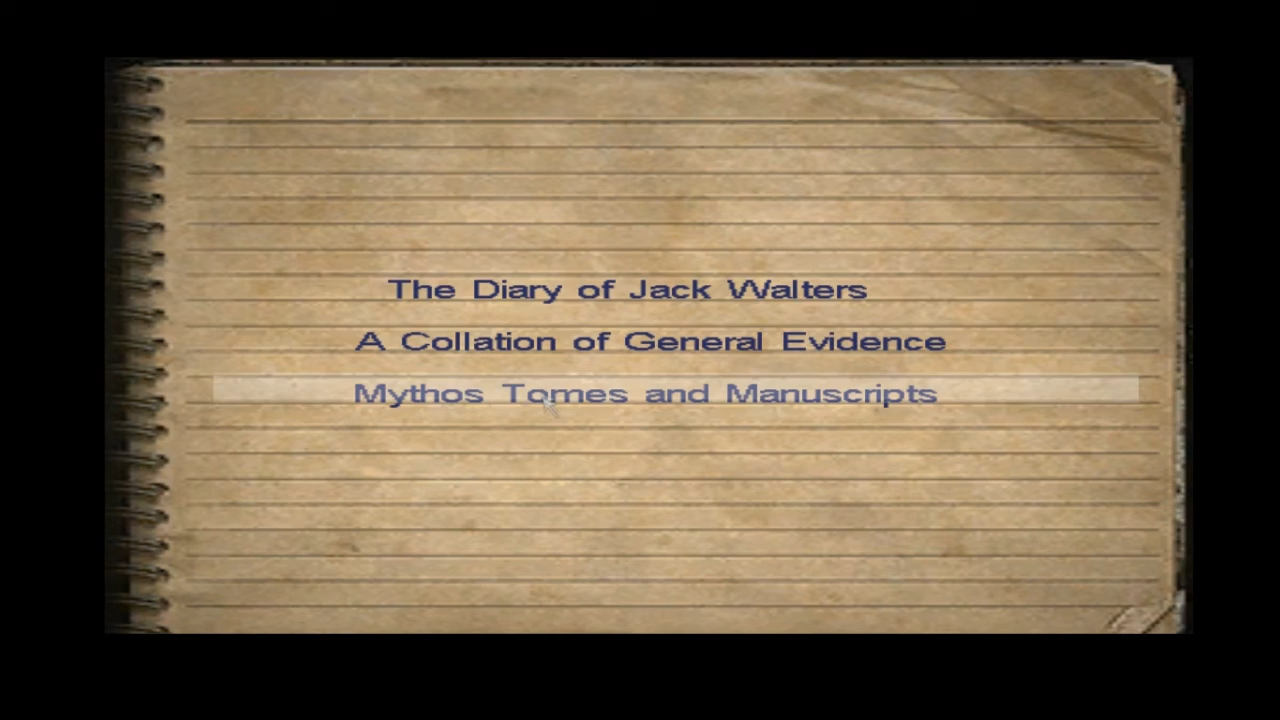 The Diary of Jack Walters
A Collation of General Evidence
Mythos Tomes and Manuscripts